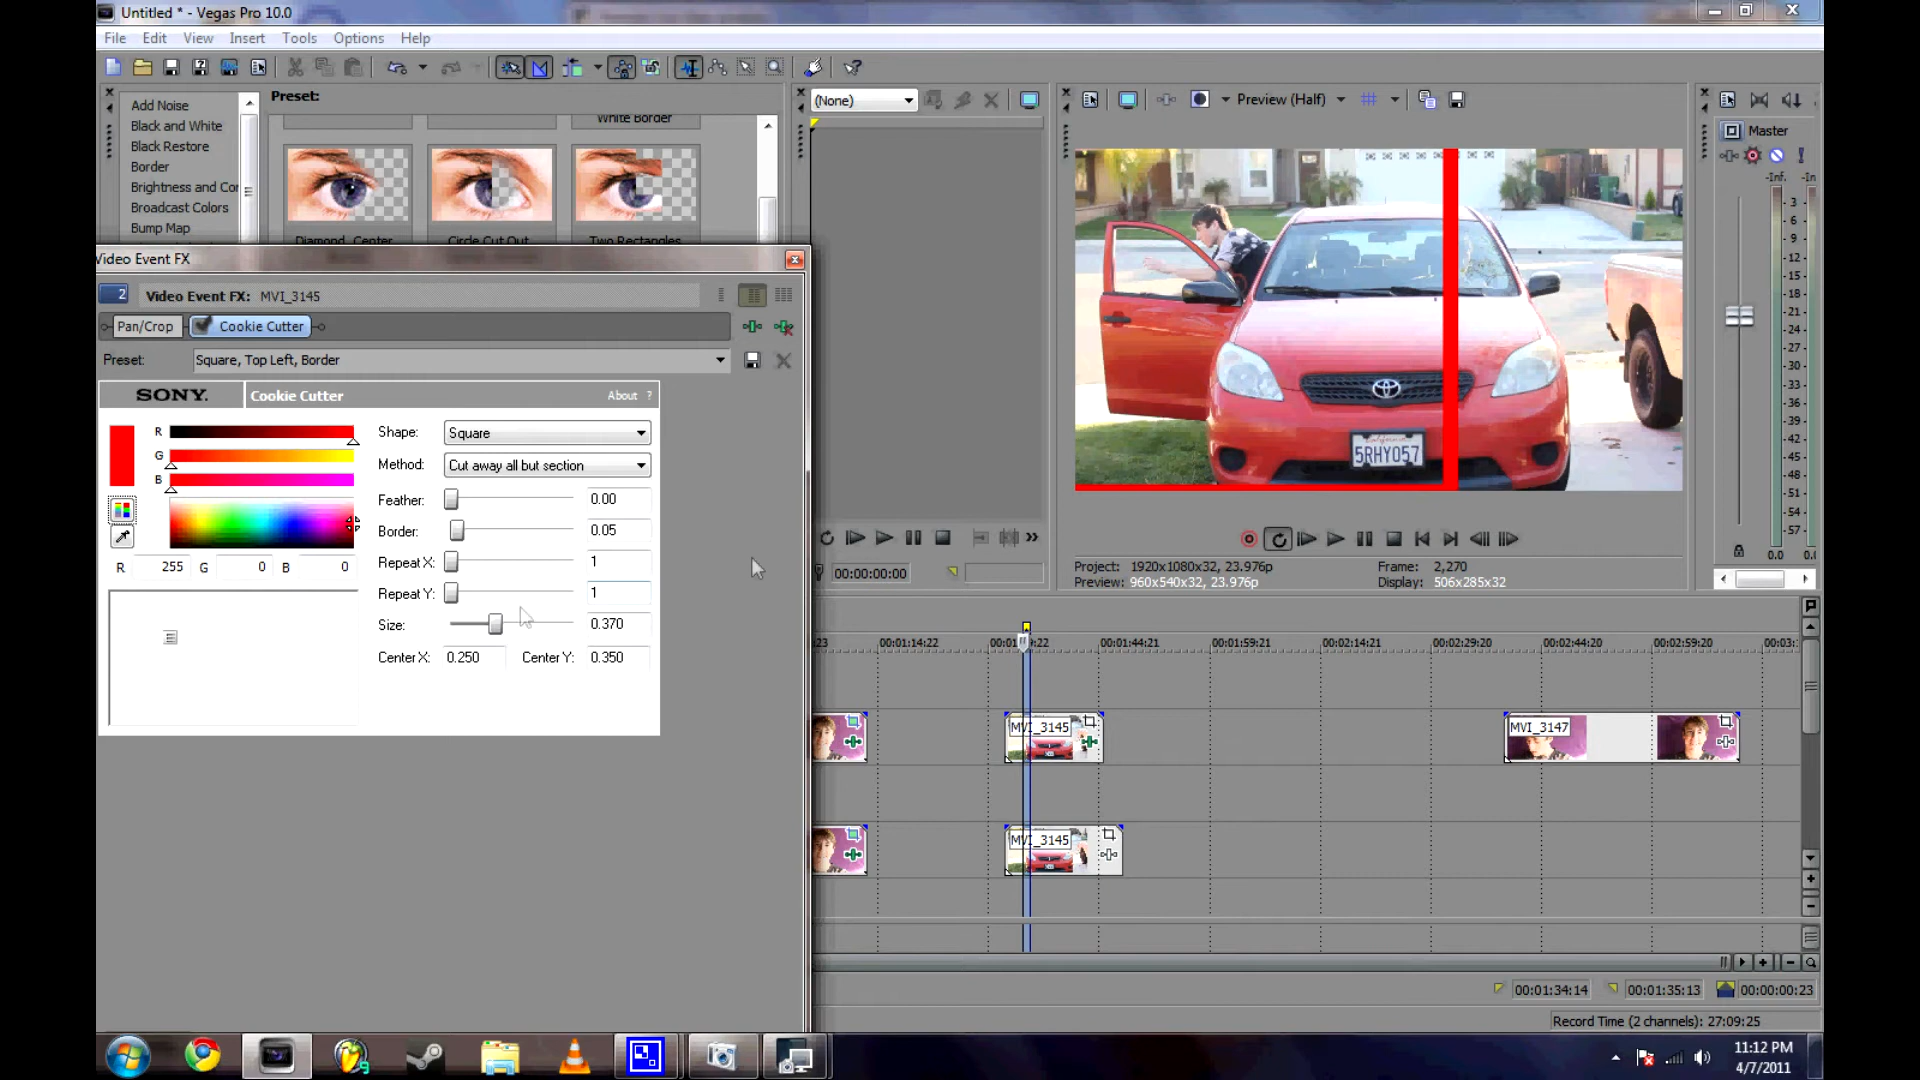 Untitled * - Vegas Pro 10.0
File Edit View Insert Tools Options Help
Preset:
Add Noise
Black and White
Black Restore
Border
Brightness and Cor
Broadcast Colors
Bump Map
White Border
Diamond, Center
Circle Cut Out
Two Rectangles
(None)
Preview (Half)
Master
-Inf.
3
6
9
12
15
18
21
24
27
30
33
36
39
42
45
48
51
54
57
0.0
California
5RHY057
Video Event FX
2
Video Event FX: MVI_3145
Pan/Crop
Cookie Cutter
Preset: Square, Top Left, Border
SONY.
Cookie Cutter
About ?
R
G
B
Shape: Square
Method: Cut away all but section
Feather: 0.00
Border: 0.05
Repeat X: 1
R 255 G 0 B 0
Repeat Y: 1
Size: 0.370
Center X: 0.250 Center Y: 0.350
00:00:00:00
Project: 1920x1080x32, 23.976p
Preview: 960x540x32, 23.976p
Frame: 2,270
Display: 506x285x32
:23
00:01:14:22
00:01:44:21
00:01:59:21
00:02:14:21
00:02:29:20
00:02:44:20
00:02:59:20
00:03:
MVI_3145
MVI_3147
MVI_3145
00:01:34:14
00:01:35:13
00:00:00:23
Record Time (2 channels): 27:09:25
11:12 PM
4/7/2011